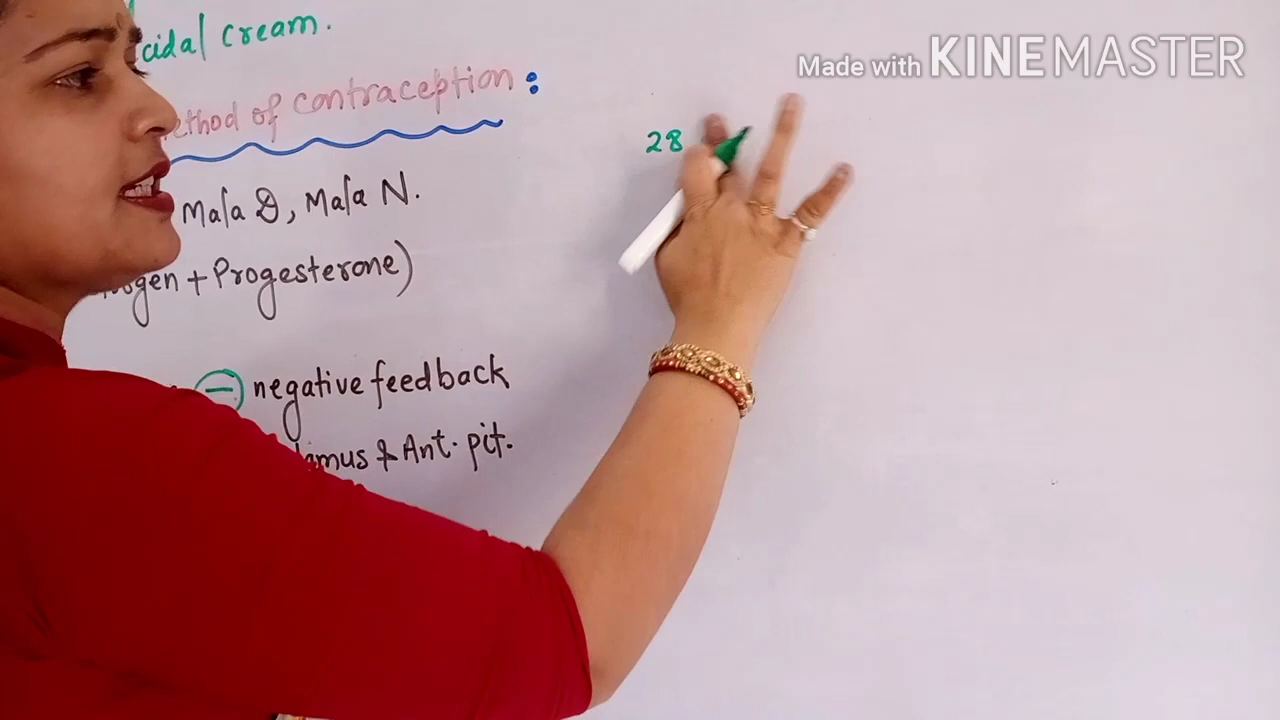 cidal cream.
ethod of contraception :
Mala D, Mala N.
ogen + Progesterone)
⊖ negative feedback
lamus & Ant. pit.
28
Made with KINEMASTER